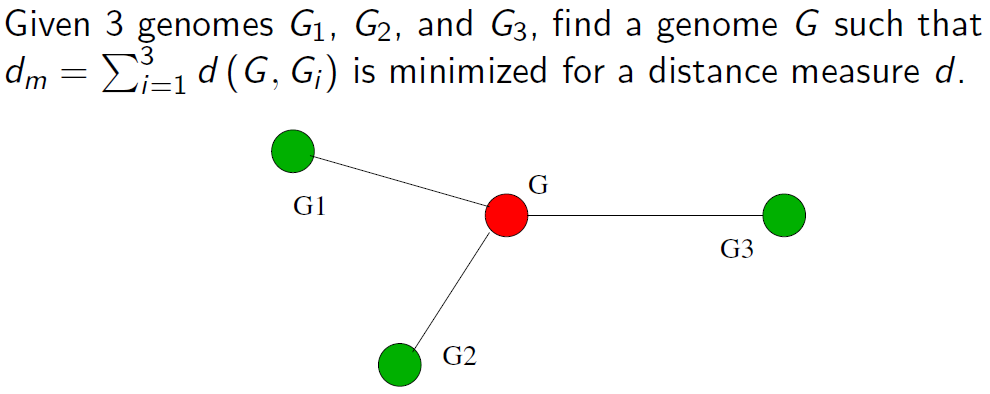 Given 3 genomes G₁, G₂, and G₃, find a genome G such that
dₘ = ∑³ᵢ₌₁ d (G, Gᵢ) is minimized for a distance measure d.
G1
G
G3
G2